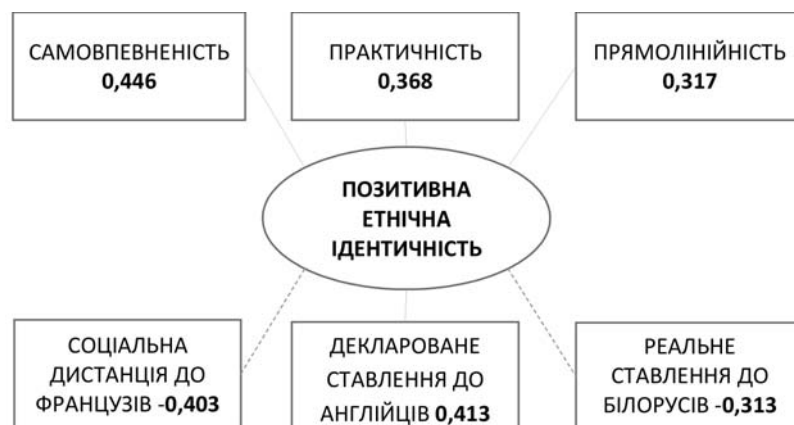 САМОВПЕВНЕНІСТЬ
0,446
ПРАКТИЧНІСТЬ
0,368
ПРЯМОЛІНІЙНІСТЬ
0,317
ПОЗИТИВНА
ЕТНІЧНА
ІДЕНТИЧНІСТЬ
СОЦІАЛЬНА
ДИСТАНЦІЯ ДО
ФРАНЦУЗІВ -0,403
ДЕКЛАРОВАНЕ
СТАВЛЕННЯ ДО
АНГЛІЙЦІВ 0,413
РЕАЛЬНЕ
СТАВЛЕННЯ ДО
БІЛОРУСІВ -0,313